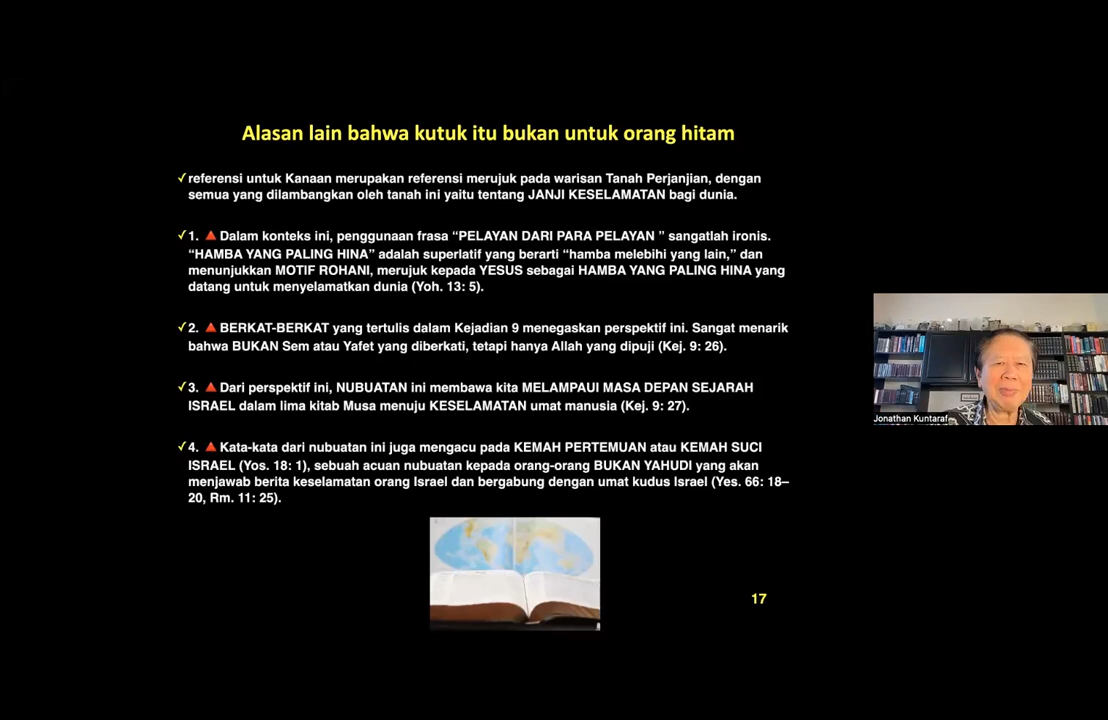 Alasan lain bahwa kutuk itu bukan untuk orang hitam
✓referensi untuk Kanaan merupakan referensi merujuk pada warisan Tanah Perjanjian, dengan
semua yang dilambangkan oleh tanah ini yaitu tentang JANJI KESELAMATAN bagi dunia.
✓1. 🔺Dalam konteks ini, penggunaan frasa “PELAYAN DARI PARA PELAYAN ” sangatlah ironis.
“HAMBA YANG PALING HINA” adalah superlatif yang berarti “hamba melebihi yang lain,” dan
menunjukkan MOTIF ROHANI, merujuk kepada YESUS sebagai HAMBA YANG PALING HINA yang
datang untuk menyelamatkan dunia (Yoh. 13: 5).
✓2. 🔺BERKAT-BERKAT yang tertulis dalam Kejadian 9 menegaskan perspektif ini. Sangat menarik
bahwa BUKAN Sem atau Yafet yang diberkati, tetapi hanya Allah yang dipuji (Kej. 9: 26).
✓3. 🔺Dari perspektif ini, NUBUATAN ini membawa kita MELAMPAUI MASA DEPAN SEJARAH
ISRAEL dalam lima kitab Musa menuju KESELAMATAN umat manusia (Kej. 9: 27).
✓4. 🔺Kata-kata dari nubuatan ini juga mengacu pada KEMAH PERTEMUAN atau KEMAH SUCI
ISRAEL (Yos. 18: 1), sebuah acuan nubuatan kepada orang-orang BUKAN YAHUDI yang akan
menjawab berita keselamatan orang Israel dan bergabung dengan umat kudus Israel (Yes. 66: 18–
20, Rm. 11: 25).
17
Jonathan Kuntaraf